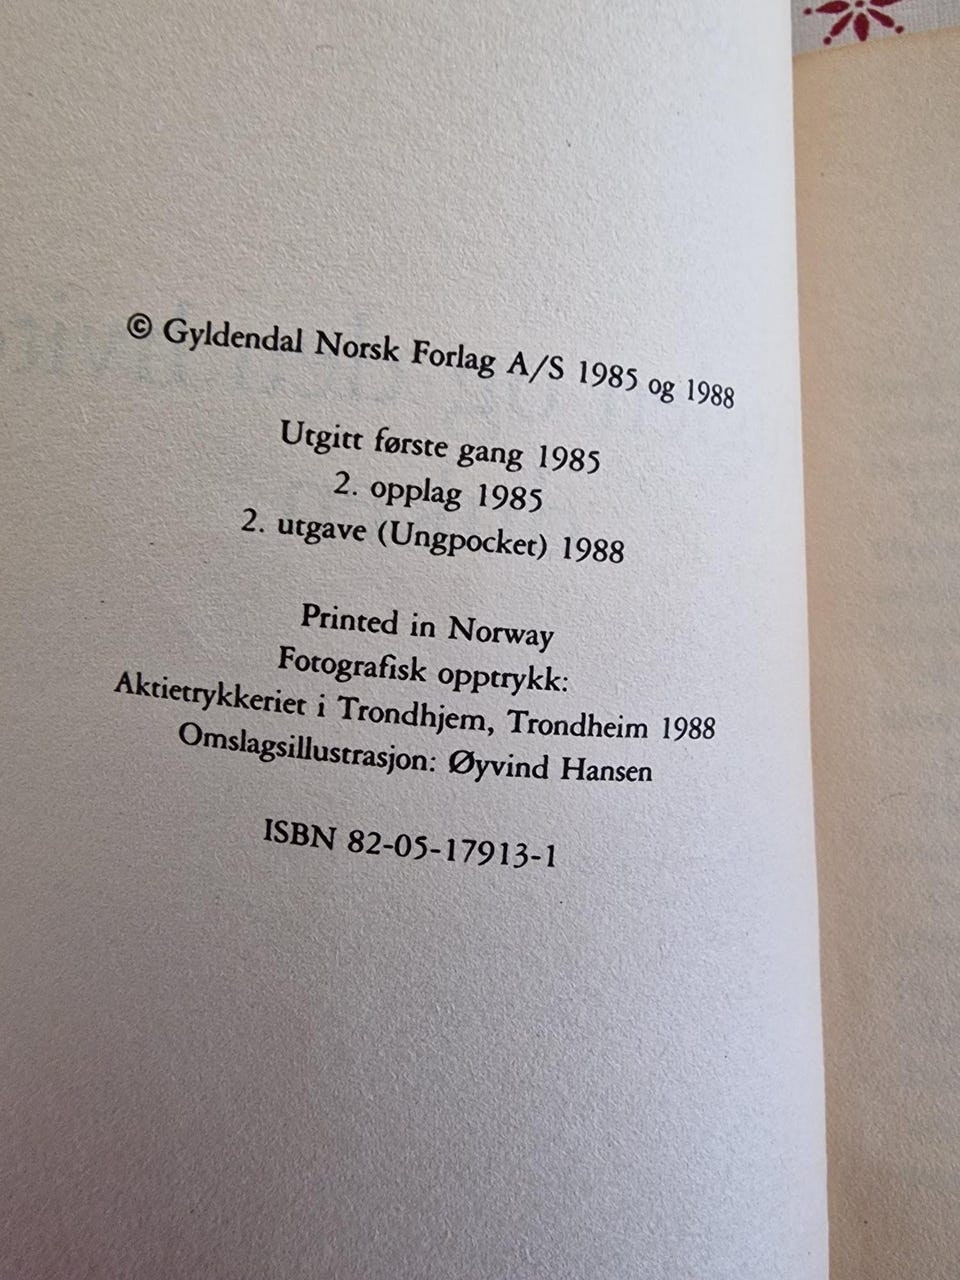 © Gyldendal Norsk Forlag A/S 1985 og 1988
Utgitt første gang 1985
2. opplag 1985
2. utgave (Ungpocket) 1988
Printed in Norway
Fotografisk opptrykk:
Aktietrykkeriet i Trondhjem, Trondheim 1988
Omslagsillustrasjon: Øyvind Hansen
ISBN 82-05-17913-1